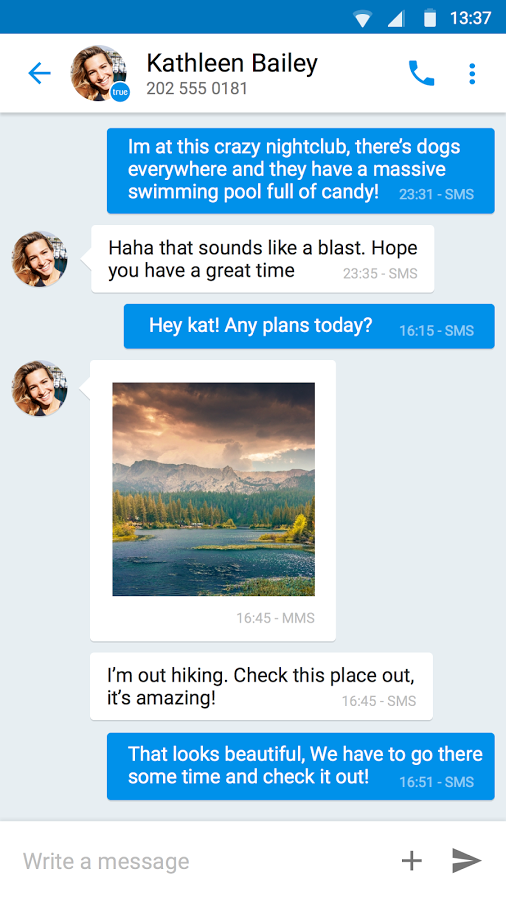 13:37
Kathleen Bailey
true
202 555 0181
Im at this crazy nightclub, there's dogs
everywhere and they have a massive
swimming pool full of candy! 23:31 - SMS
Haha that sounds like a blast. Hope
you have a great time 23:35 - SMS
Hey kat! Any plans today? 16:15 - SMS
16:45 - MMS
I'm out hiking. Check this place out,
it's amazing! 16:45 - SMS
That looks beautiful, We have to go there
some time and check it out! 16:51 - SMS
Write a message